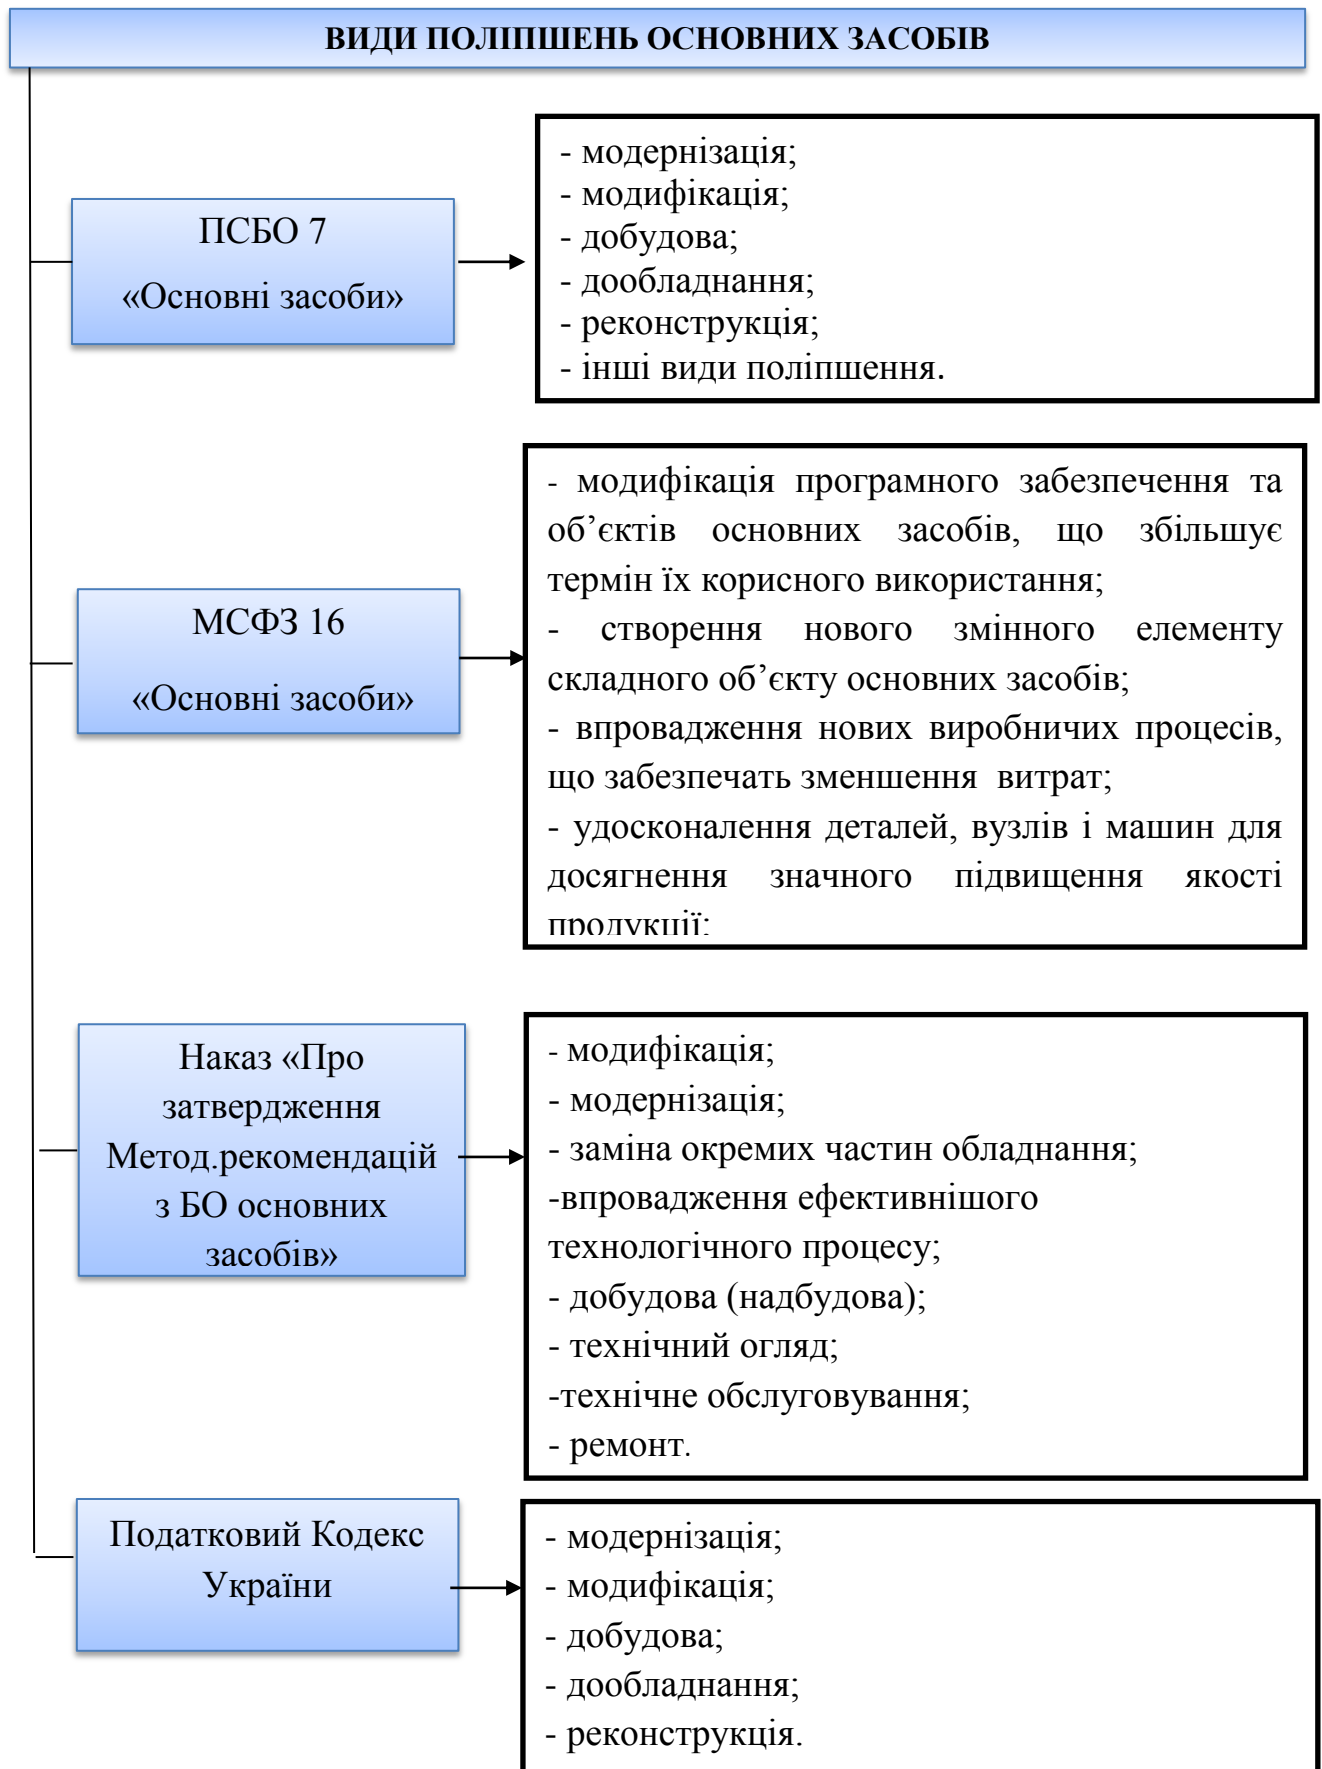 ВИДИ ПОЛІПШЕНЬ ОСНОВНИХ ЗАСОБІВ
ПСБО 7
«Основні засоби»
- модернізація;
- модифікація;
- добудова;
- дообладнання;
- реконструкція;
- інші види поліпшення.
МСФЗ 16
«Основні засоби»
- модифікація програмного забезпечення та
об’єктів основних засобів, що збільшує
термін їх корисного використання;
- створення нового змінного елементу
складного об’єкту основних засобів;
- впровадження нових виробничих процесів,
що забезпечать зменшення витрат;
- удосконалення деталей, вузлів і машин для
досягнення значного підвищення якості
продукції;
Наказ «Про
затвердження
Метод.рекомендацій
з БО основних
засобів»
- модифікація;
- модернізація;
- заміна окремих частин обладнання;
-впровадження ефективнішого
технологічного процесу;
- добудова (надбудова);
- технічний огляд;
-технічне обслуговування;
- ремонт.
Податковий Кодекс
України
- модернізація;
- модифікація;
- добудова;
- дообладнання;
- реконструкція.